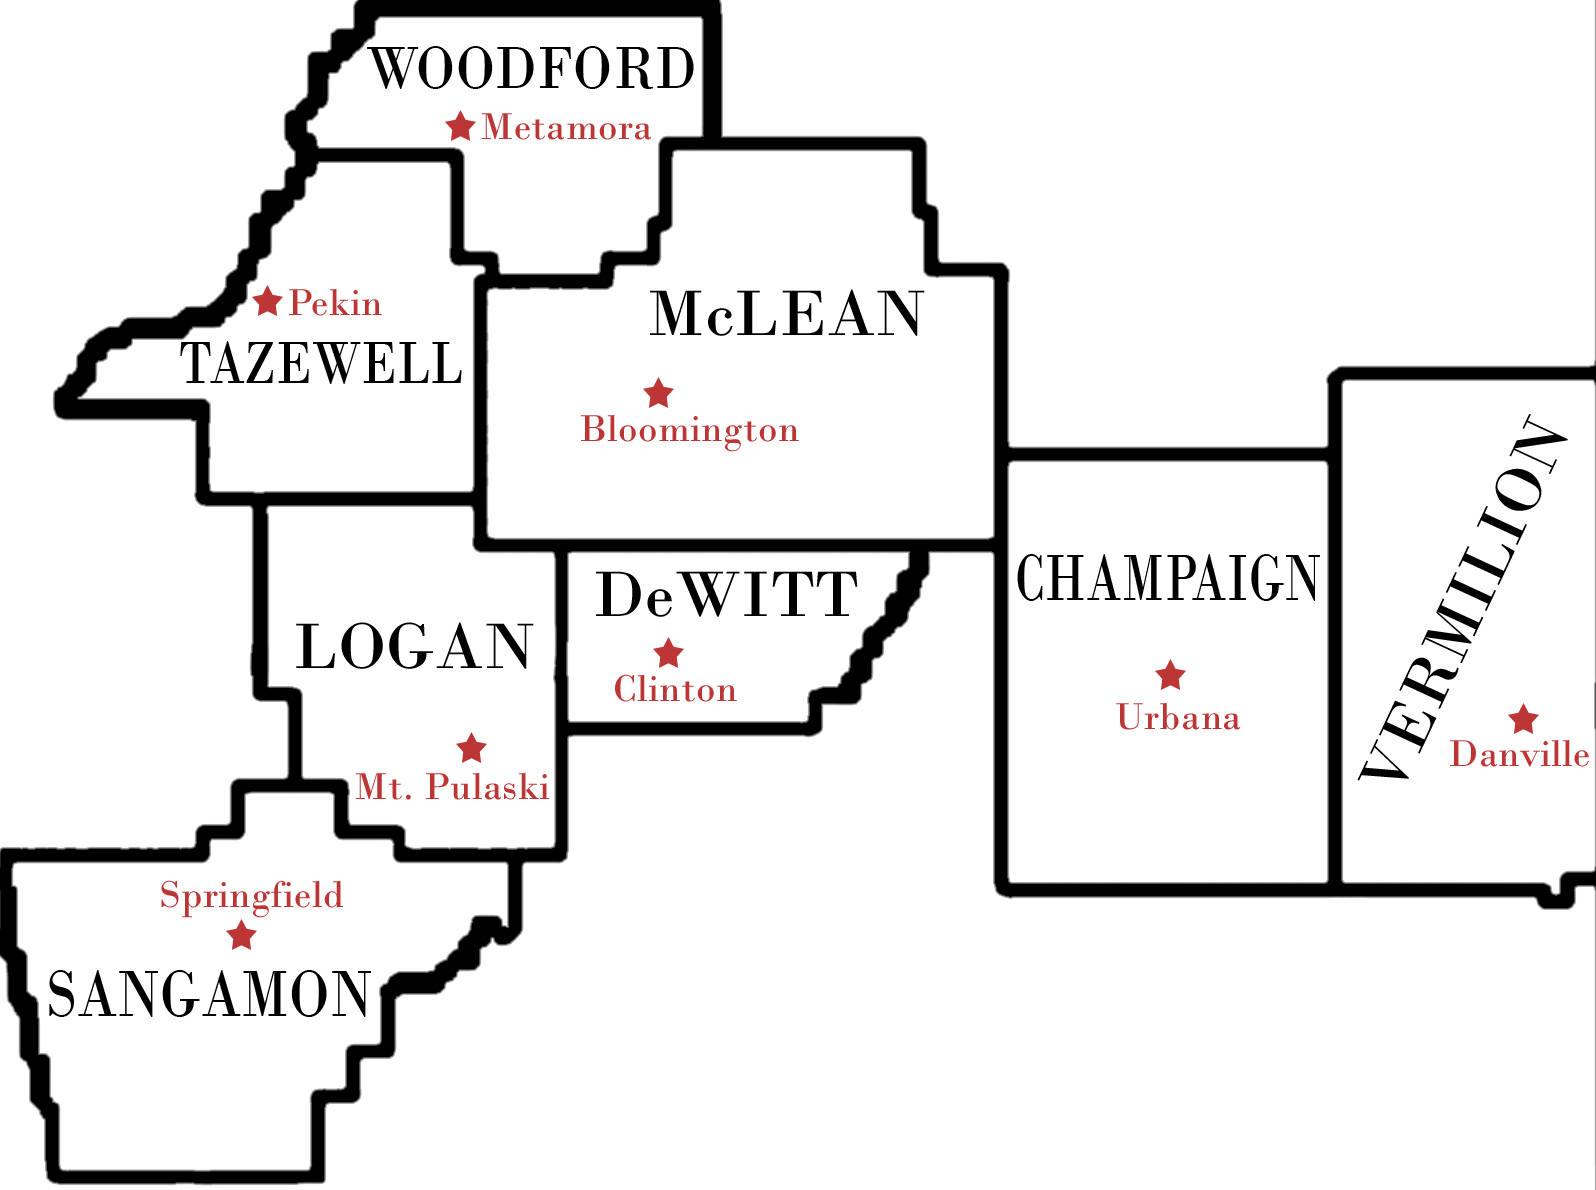 WOODFORD
Metamora
Pekin
TAZEWELL
McLEAN
Bloomington
LOGAN
Mt. Pulaski
DeWITT
Clinton
CHAMPAIGN
Urbana
VERMILION
Danville
Springfield
SANGAMON